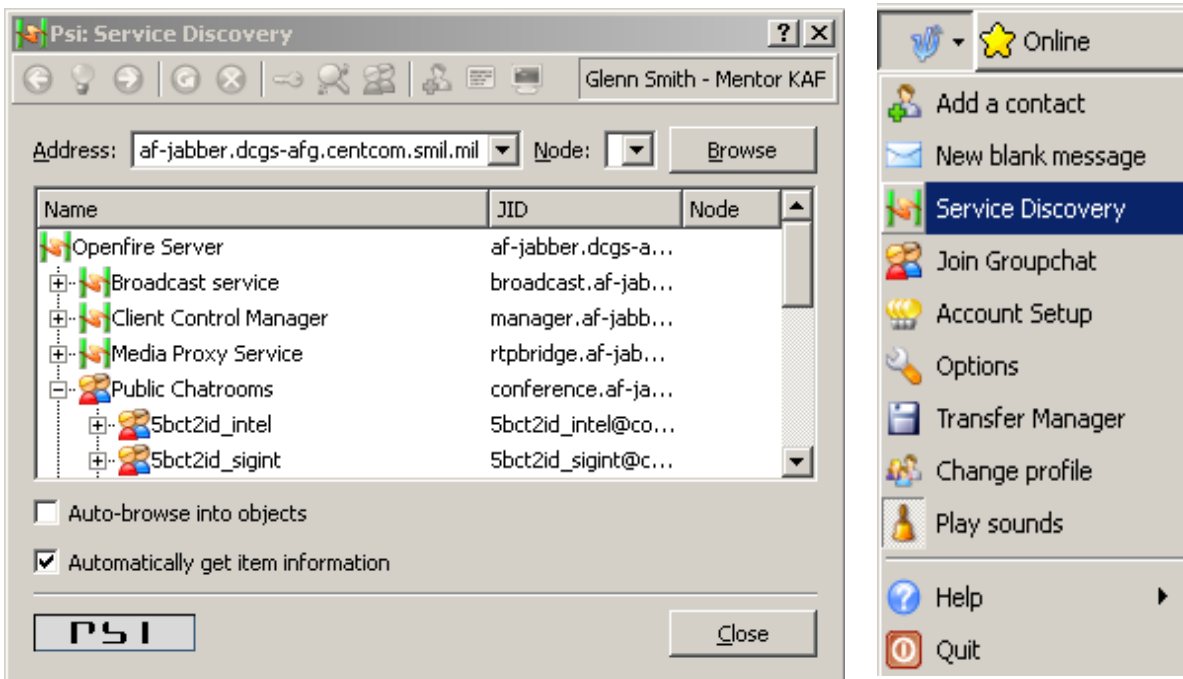 Psi: Service Discovery
Glenn Smith - Mentor KAF
Address: af-jabber.dcgs-afg.centcom.smil.mil Node: Browse
Name JID Node
Openfire Server af-jabber.dcgs-a...
Broadcast service broadcast.af-jab...
Client Control Manager manager.af-jabb...
Media Proxy Service rtpbridge.af-jab...
Public Chatrooms conference.af-ja...
5bct2id_intel 5bct2id_intel@co...
5bct2id_sigint 5bct2id_sigint@c...
Auto-browse into objects
Automatically get item information
PSI Close
Online
Add a contact
New blank message
Service Discovery
Join Groupchat
Account Setup
Options
Transfer Manager
Change profile
Play sounds
Help
Quit